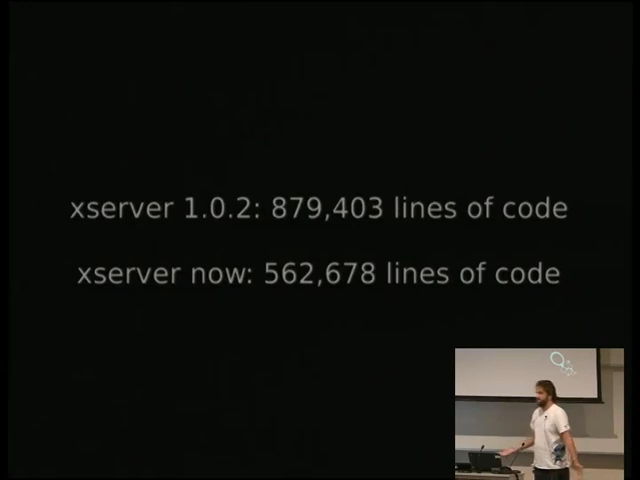 xserver 1.0.2: 879,403 lines of code
xserver now: 562,678 lines of code